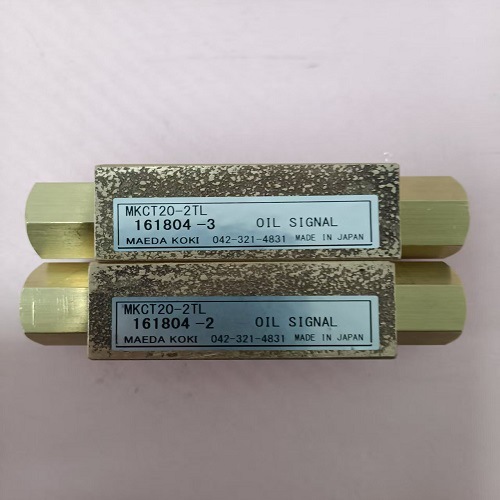 MKCT20-2TL
161804 -3 OIL SIGNAL
MAEDA KOKI 042-321-4831 MADE IN JAPAN
MKCT20-2TL
161804 -2 OIL SIGNAL
MAEDA KOKI 042-321-4831 MADE IN JAPAN